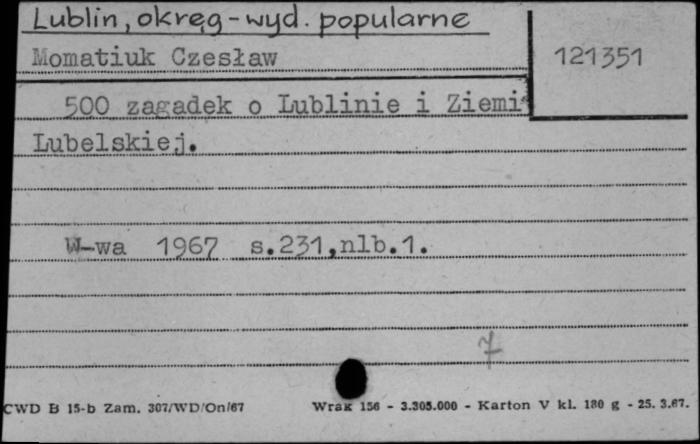 Lublin, okręg - wyd. popularne
Momatiuk Czesław
121351
500 zagadek o Lublinie i Ziemi
Lubelskiej.
W-wa 1967 s.231,nlb.1.
7
CWD B 15-b Zam. 307/WD/On/67
Wrak 156 - 3.305.000 - Karton V kl. 180 g - 25. 3.67.